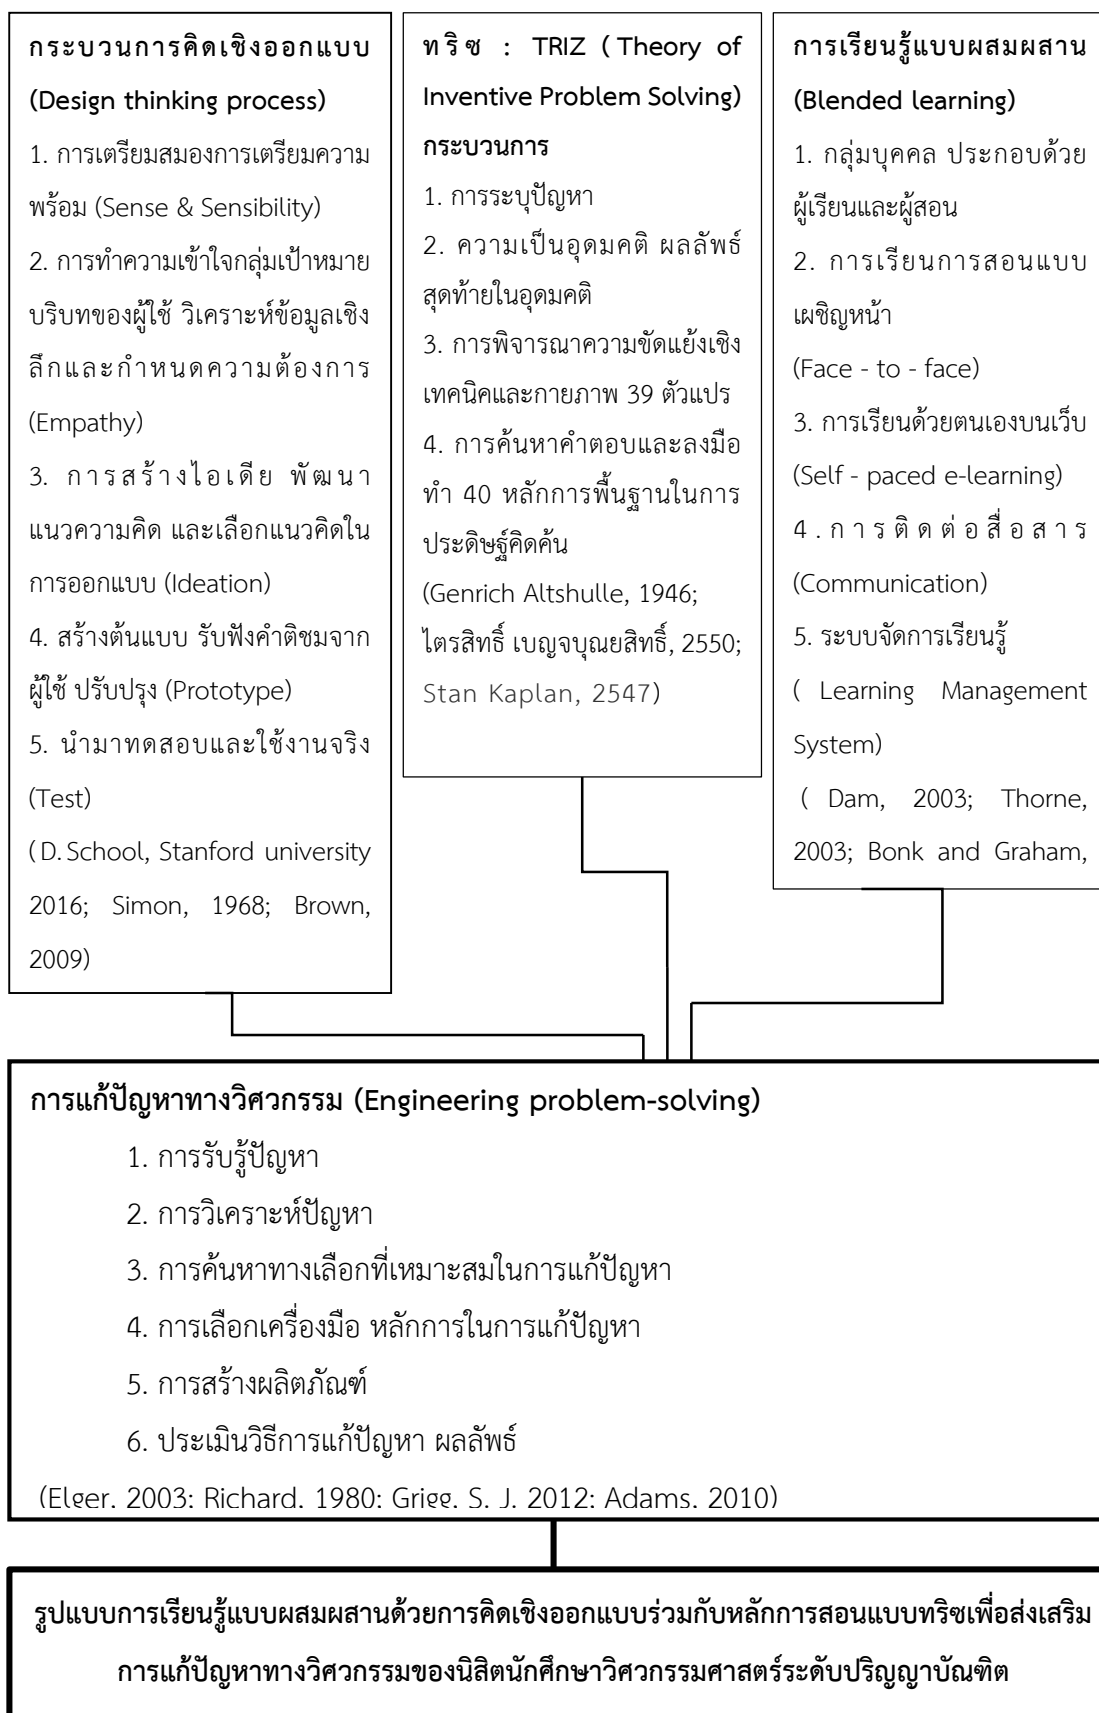 กระบวนการคิดเชิงออกแบบ
(Design thinking process)
1. การเตรียมสมองการเตรียมความ
พร้อม (Sense & Sensibility)
2. การทำความเข้าใจกลุ่มเป้าหมาย
บริบทของผู้ใช้ วิเคราะห์ข้อมูลเชิง
ลึกและกำหนดความต้องการ
(Empathy)
3. การสร้างไอเดีย พัฒนา
แนวความคิด และเลือกแนวคิดใน
การออกแบบ (Ideation)
4. สร้างต้นแบบ รับฟังคำติชมจาก
ผู้ใช้ ปรับปรุง (Prototype)
5. นำมาทดสอบและใช้งานจริง
(Test)
(D.School, Stanford university
2016; Simon, 1968; Brown,
2009)
ทริซ : TRIZ (Theory of
Inventive Problem Solving)
กระบวนการ
1. การระบุปัญหา
2. ความเป็นอุดมคติ ผลลัพธ์
สุดท้ายในอุดมคติ
3. การพิจารณาความขัดแย้งเชิง
เทคนิคและกายภาพ 39 ตัวแปร
4. การค้นหาคำตอบและลงมือ
ทำ 40 หลักการพื้นฐานในการ
ประดิษฐ์คิดค้น
(Genrich Altshulle, 1946;
ไตรสิทธิ์ เบญจบุณยสิทธิ์, 2550;
Stan Kaplan, 2547)
การเรียนรู้แบบผสมผสาน
(Blended learning)
1. กลุ่มบุคคล ประกอบด้วย
ผู้เรียนและผู้สอน
2. การเรียนการสอนแบบ
เผชิญหน้า
(Face - to - face)
3. การเรียนด้วยตนเองบนเว็บ
(Self - paced e-learning)
4. การติดต่อสื่อสาร
(Communication)
5. ระบบจัดการเรียนรู้
( Learning Management
System)
( Dam, 2003; Thorne,
2003; Bonk and Graham,
การแก้ปัญหาทางวิศวกรรม (Engineering problem-solving)
1. การรับรู้ปัญหา
2. การวิเคราะห์ปัญหา
3. การค้นหาทางเลือกที่เหมาะสมในการแก้ปัญหา
4. การเลือกเครื่องมือ หลักการในการแก้ปัญหา
5. การสร้างผลิตภัณฑ์
6. ประเมินวิธีการแก้ปัญหา ผลลัพธ์
(Elger, 2003; Richard, 1980; Grigg, S. J. 2012; Adams, 2010)
รูปแบบการเรียนรู้แบบผสมผสานด้วยการคิดเชิงออกแบบร่วมกับหลักการสอนแบบทริซเพื่อส่งเสริม
การแก้ปัญหาทางวิศวกรรมของนิสิตนักศึกษาวิศวกรรมศาสตร์ระดับปริญญาบัณฑิต